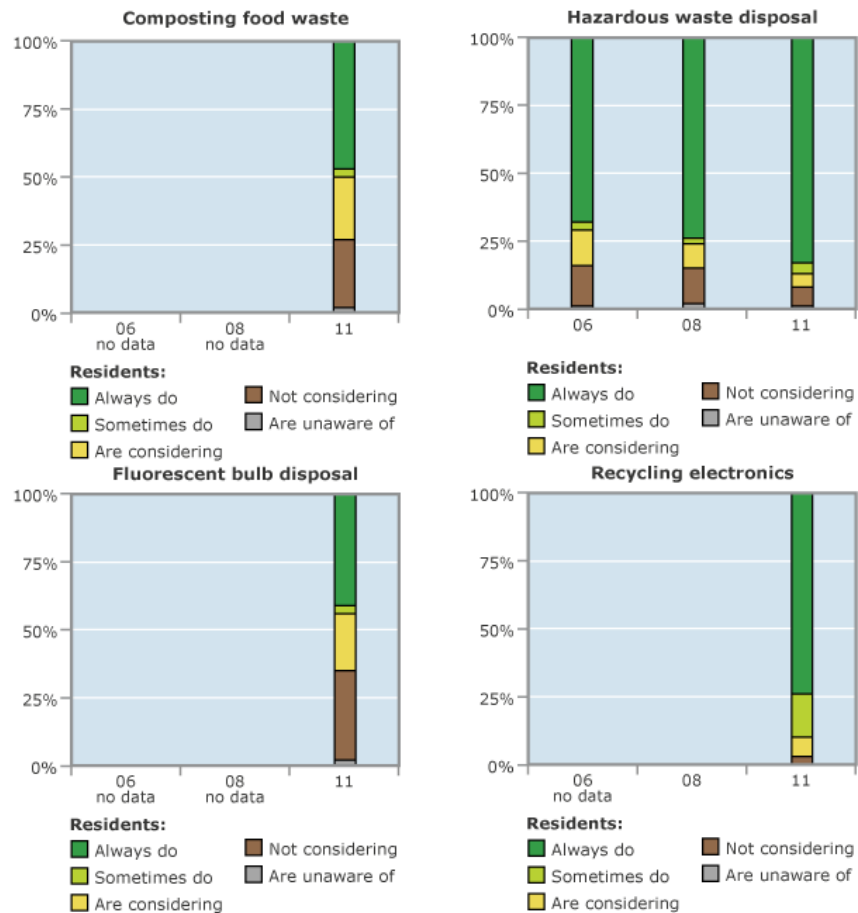 Composting food waste
100%
75%
50%
25%
0%
06 08 11
no data no data
Residents:
Always do Not considering
Sometimes do Are unaware of
Are considering
Hazardous waste disposal
100%
75%
50%
25%
0%
06 08 11
Residents:
Always do Not considering
Sometimes do Are unaware of
Are considering
Fluorescent bulb disposal
100%
75%
50%
25%
0%
06 08 11
no data no data
Residents:
Always do Not considering
Sometimes do Are unaware of
Are considering
Recycling electronics
100%
75%
50%
25%
0%
06 08 11
no data
Residents:
Always do Not considering
Sometimes do Are unaware of
Are considering